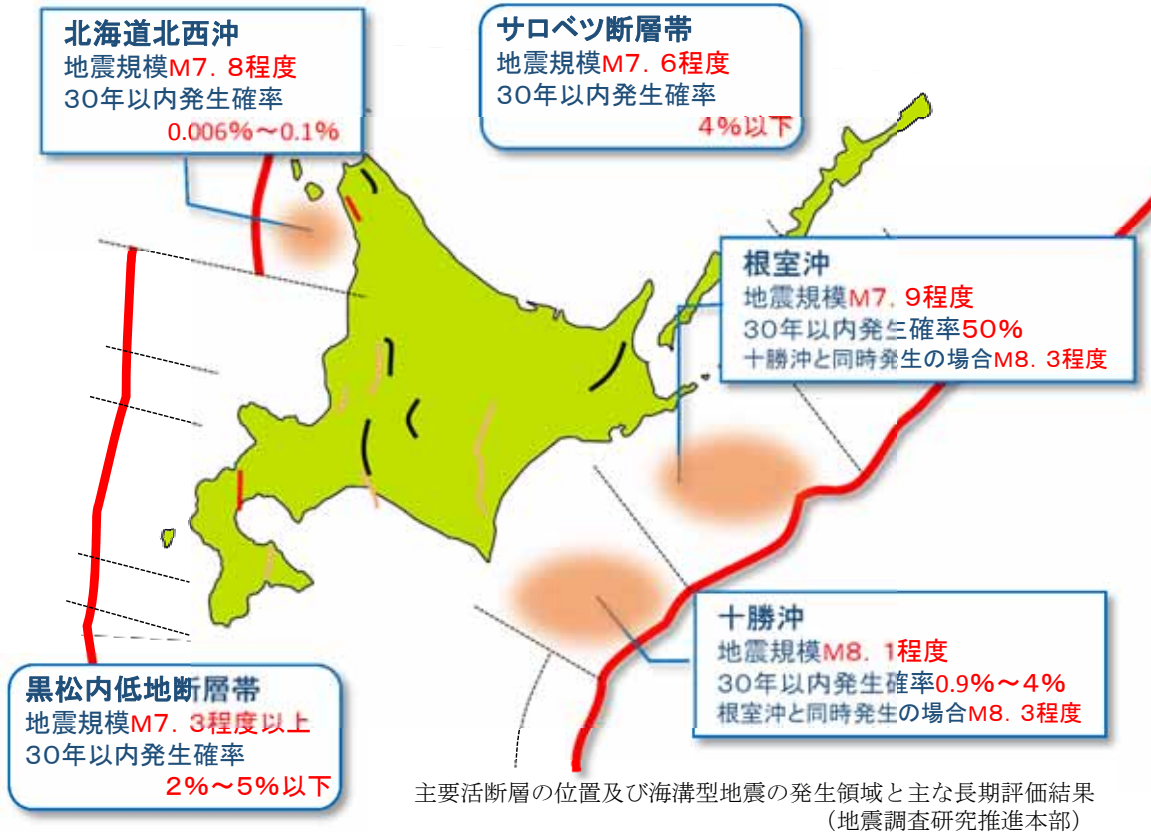 北海道北西沖
地震規模M7．8程度
30年以内発生確率
0.006%～0.1%
サロベツ断層帯
地震規模M7．6程度
30年以内発生確率
4%以下
根室沖
地震規模M7．9程度
30年以内発生確率50%
十勝沖と同時発生の場合M8．3程度
十勝沖
地震規模M8．1程度
30年以内発生確率0.9%～4%
根室沖と同時発生の場合M8．3程度
黒松内低地断層帯
地震規模M7．3程度以上
30年以内発生確率
2%～5%以下
主要活断層の位置及び海溝型地震の発生領域と主な長期評価結果
（地震調査研究推進本部）